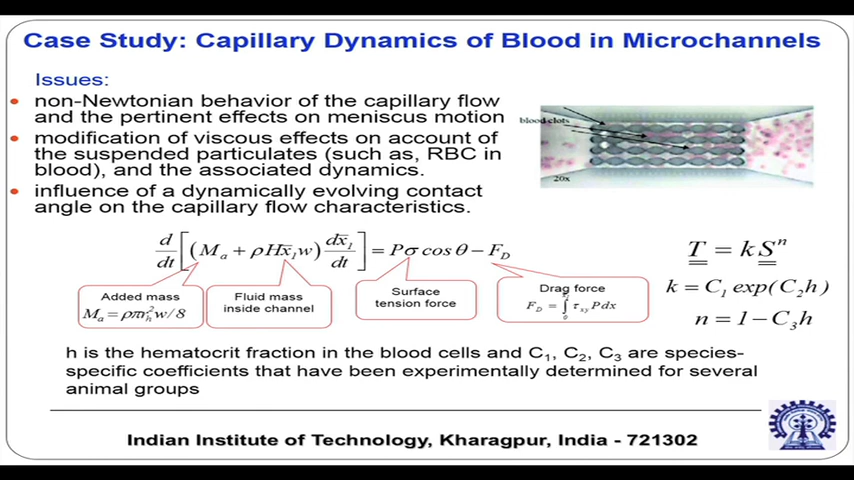 Case Study: Capillary Dynamics of Blood in Microchannels
Issues:
• non-Newtonian behavior of the capillary flow
and the pertinent effects on meniscus motion
• modification of viscous effects on account of
the suspended particulates (such as, RBC in
blood), and the associated dynamics.
• influence of a dynamically evolving contact
angle on the capillary flow characteristics.
blood clots
20x
d/dt [(M_a + ρHx̄_1w) dx̄_1/dt] = Pσ cos θ − F_D
Added mass
M_a = ρπr_h^2 w/8
Fluid mass
inside channel
Surface
tension force
Drag force
F_D = ∫ τ_xy Pdx
T = kS^n
k = C_1 exp(C_2h)
n = 1 − C_3h
h is the hematocrit fraction in the blood cells and C1, C2, C3 are species-
specific coefficients that have been experimentally determined for several
animal groups
Indian Institute of Technology, Kharagpur, India - 721302